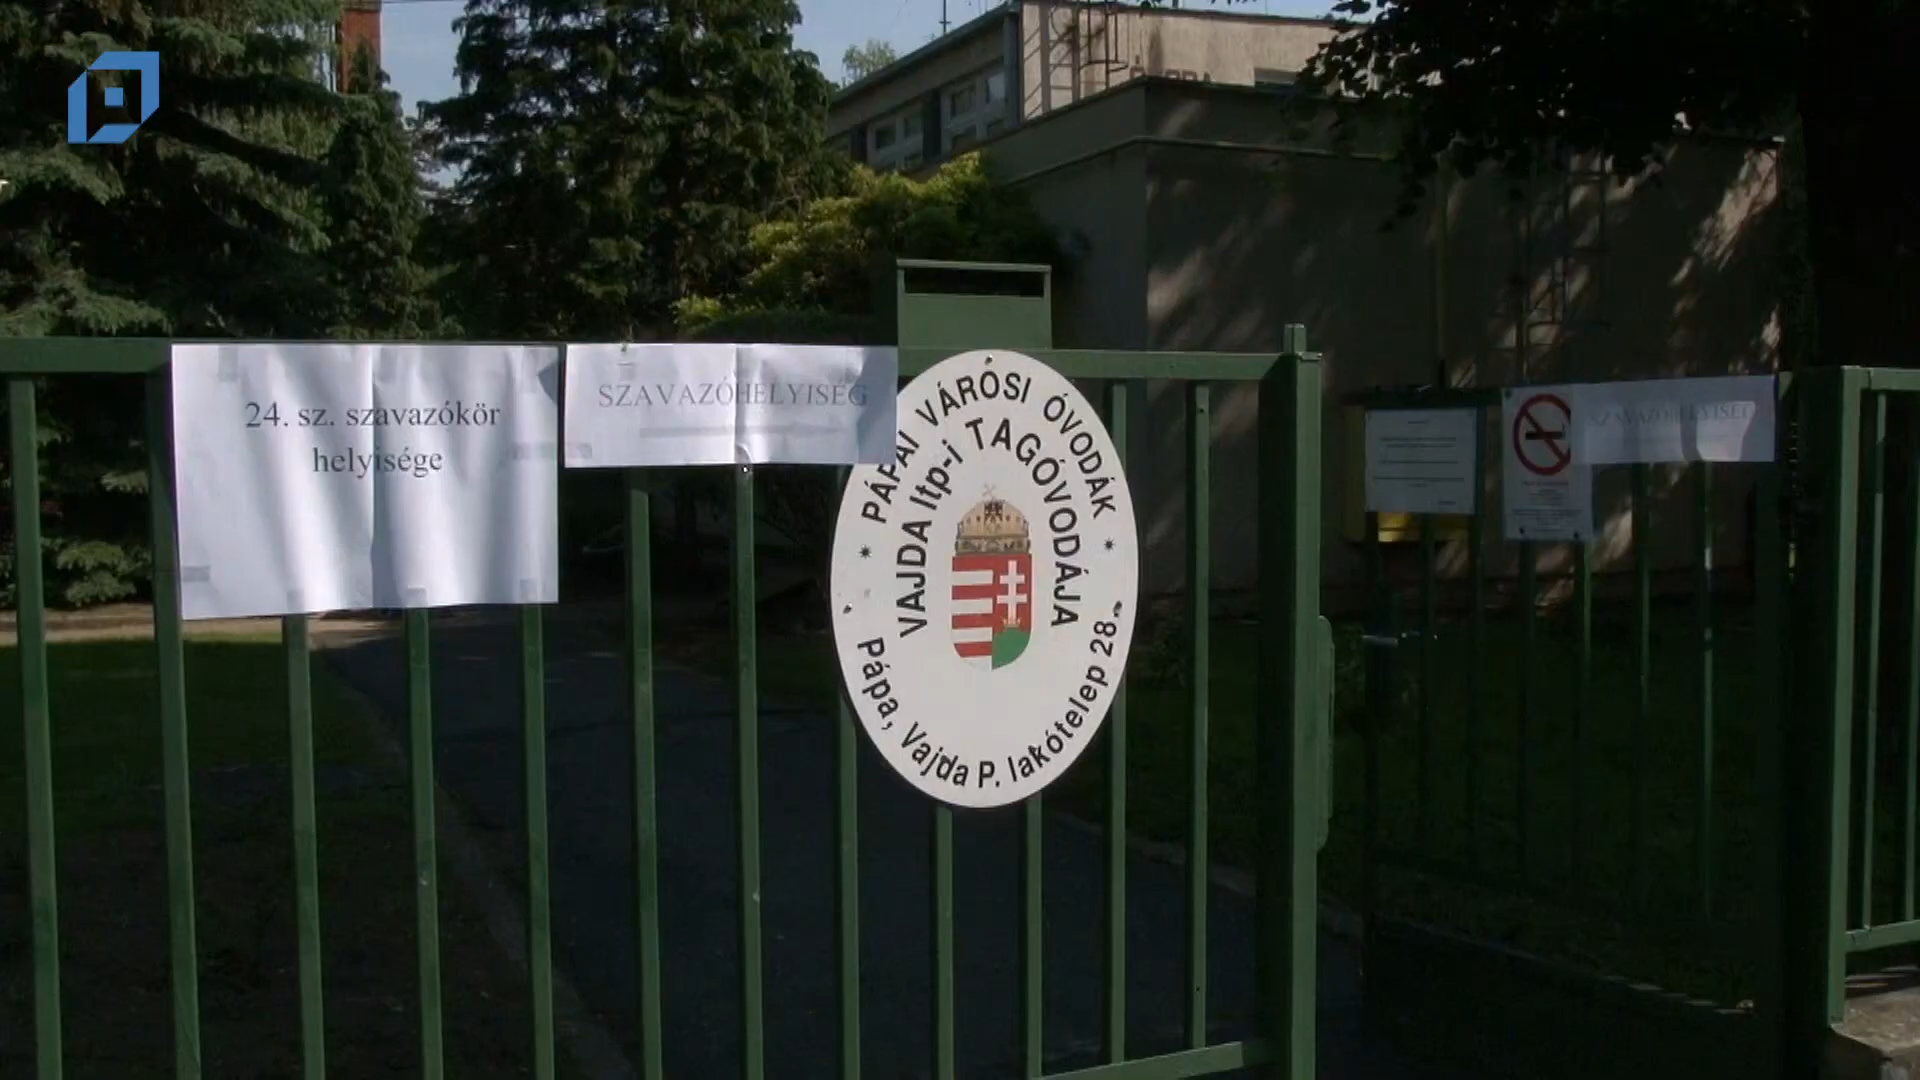 24. sz. szavazókör
helyisége
SZAVAZÓHELYISÉG
PÁPAI VÁROSI ÓVODÁK
VAJDA ltp-i TAGÓVODÁJA
Pápa, Vajda P. lakótelep 28.
SZAVAZÓHELYISÉG